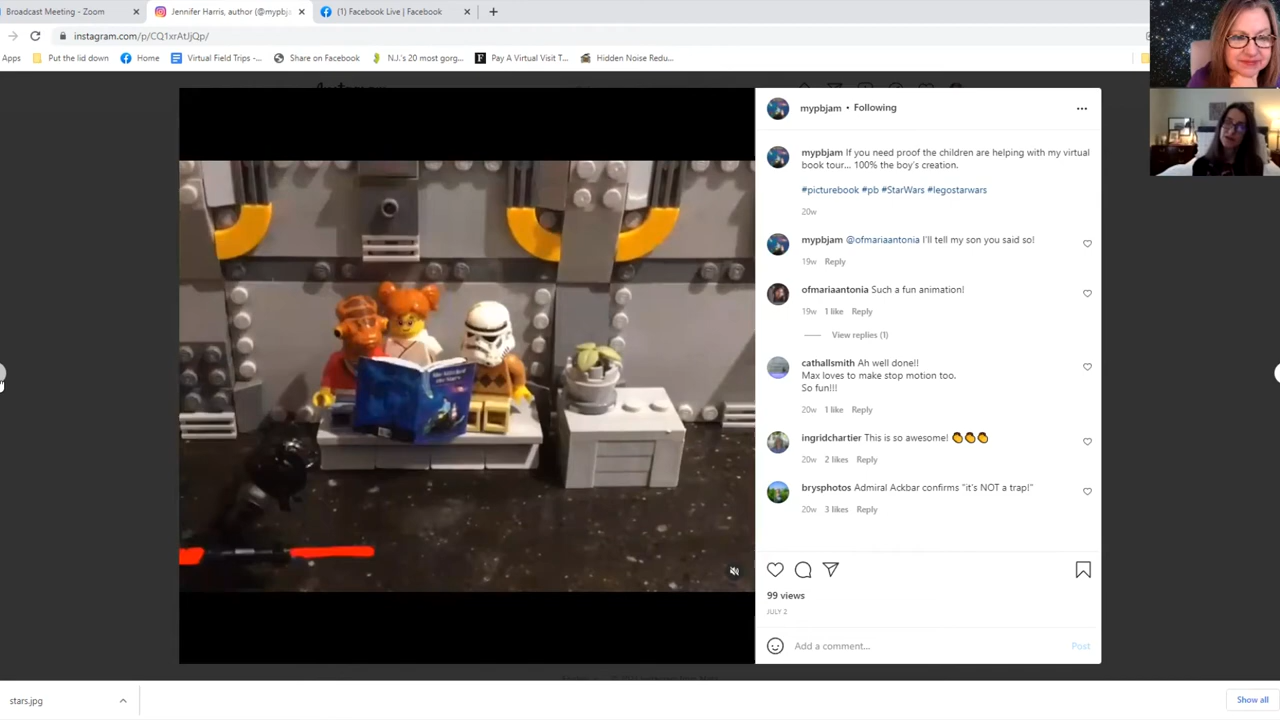 Broadcast Meeting - Zoom
Jennifer Harris, author (@mypbja
(1) Facebook Live | Facebook
instagram.com/p/CQ1xrAtJjQp/
Apps
Put the lid down
Home
Virtual Field Trips -...
Share on Facebook
N.J.'s 20 most gorg...
Pay A Virtual Visit T...
Hidden Noise Redu...
mypbjam • Following
mypbjam If you need proof the children are helping with my virtual
book tour... 100% the boy's creation.
#picturebook #pb #StarWars #legostarwars
20w
mypbjam @ofmariaantonia I'll tell my son you said so!
19w Reply
ofmariaantonia Such a fun animation!
19w 1 like Reply
View replies (1)
cathallsmith Ah well done!!
Max loves to make stop motion too.
So fun!!!
20w 1 like Reply
ingridchartier This is so awesome! 👏👏👏
20w 2 likes Reply
brysphotos Admiral Ackbar confirms "it's NOT a trap!"
20w 3 likes Reply
99 views
JULY 2
Add a comment...
Post
stars.jpg
Show all